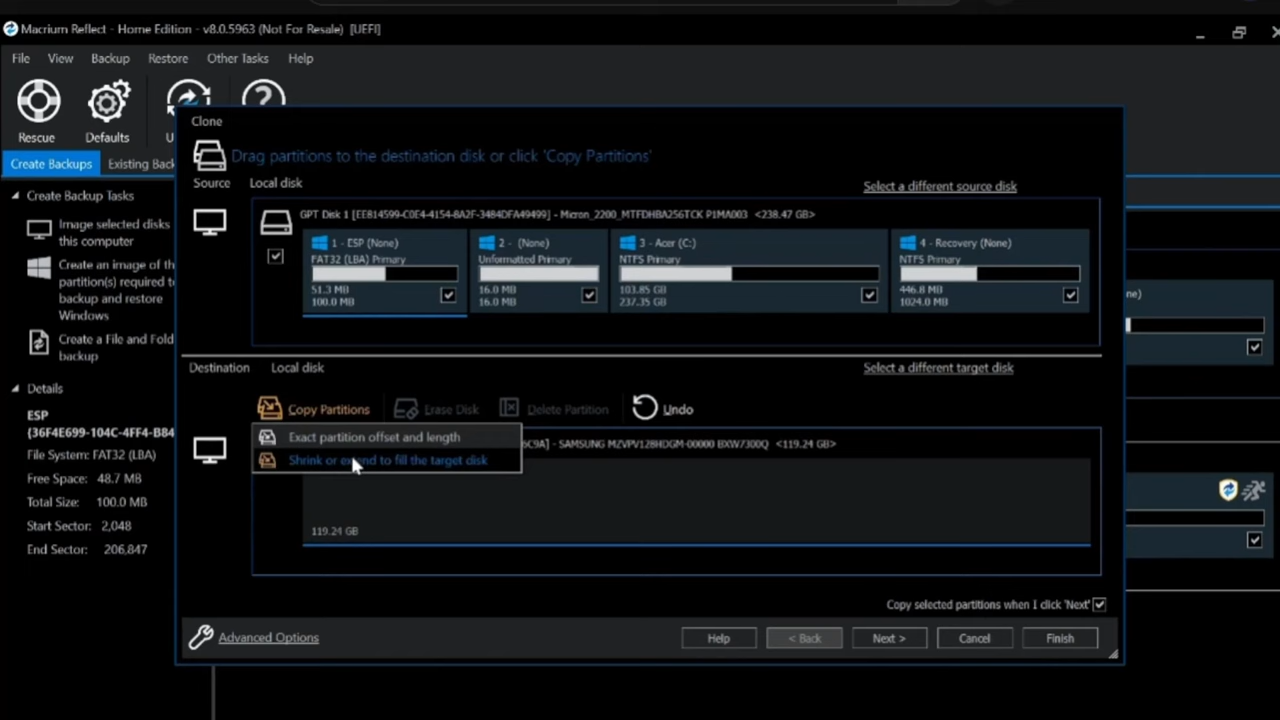 Macrium Reflect - Home Edition - v8.0.5963 (Not For Resale) [UEFI]
File View Backup Restore Other Tasks Help
Rescue Defaults
Create Backups Existing Back
Clone
Drag partitions to the destination disk or click 'Copy Partitions'
Source Local disk Select a different source disk
GPT Disk 1 [EE814599-C0E4-4154-8A2F-3484DFA49499] - Micron_2200_MTFDHBA256TCK P1MA003 <238.47 GB>
1 - ESP (None)
FAT32 (LBA) Primary
51.3 MB
100.0 MB
2 - (None)
Unformatted Primary
16.0 MB
16.0 MB
3 - Acer (C:)
NTFS Primary
103.85 GB
237.35 GB
4 - Recovery (None)
NTFS Primary
446.8 MB
1024.0 MB
Destination Local disk Select a different target disk
Copy Partitions Erase Disk Delete Partition Undo
Exact partition offset and length
Shrink or extend to fill the target disk
6C9A] - SAMSUNG MZVPV128HDGM-00000 BXW7300Q <119.24 GB>
119.24 GB
Copy selected partitions when I click 'Next'
Advanced Options Help < Back Next > Cancel Finish
Create Backup Tasks
Image selected disks
this computer
Create an image of the
partition(s) required to
backup and restore
Windows
Create a File and Fold
backup
Details
ESP
{36F4E699-104C-4FF4-B84
File System: FAT32 (LBA)
Free Space: 48.7 MB
Total Size: 100.0 MB
Start Sector: 2,048
End Sector: 206,847
ne)